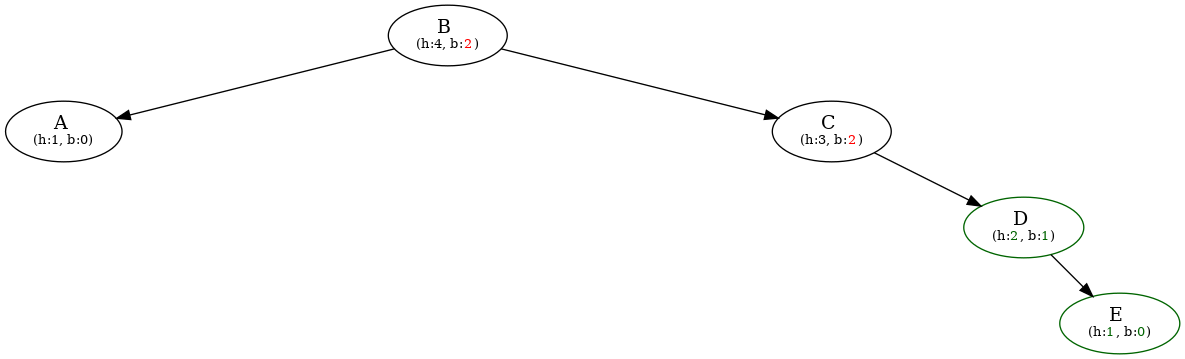 B
(h:4, b:2)
A
(h:1, b:0)
C
(h:3, b:2)
D
(h:2, b:1)
E
(h:1, b:0)